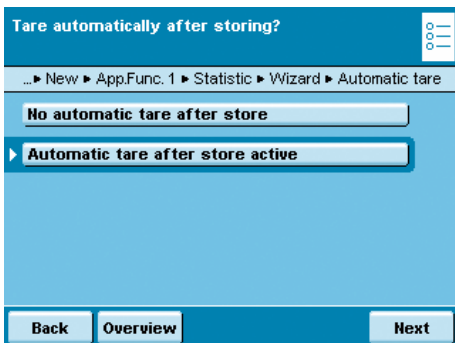 Tare automatically after storing?
...▸ New ▸ App.Func. 1 ▸ Statistic ▸ Wizard ▸ Automatic tare
No automatic tare after store
Automatic tare after store active
Back Overview Next